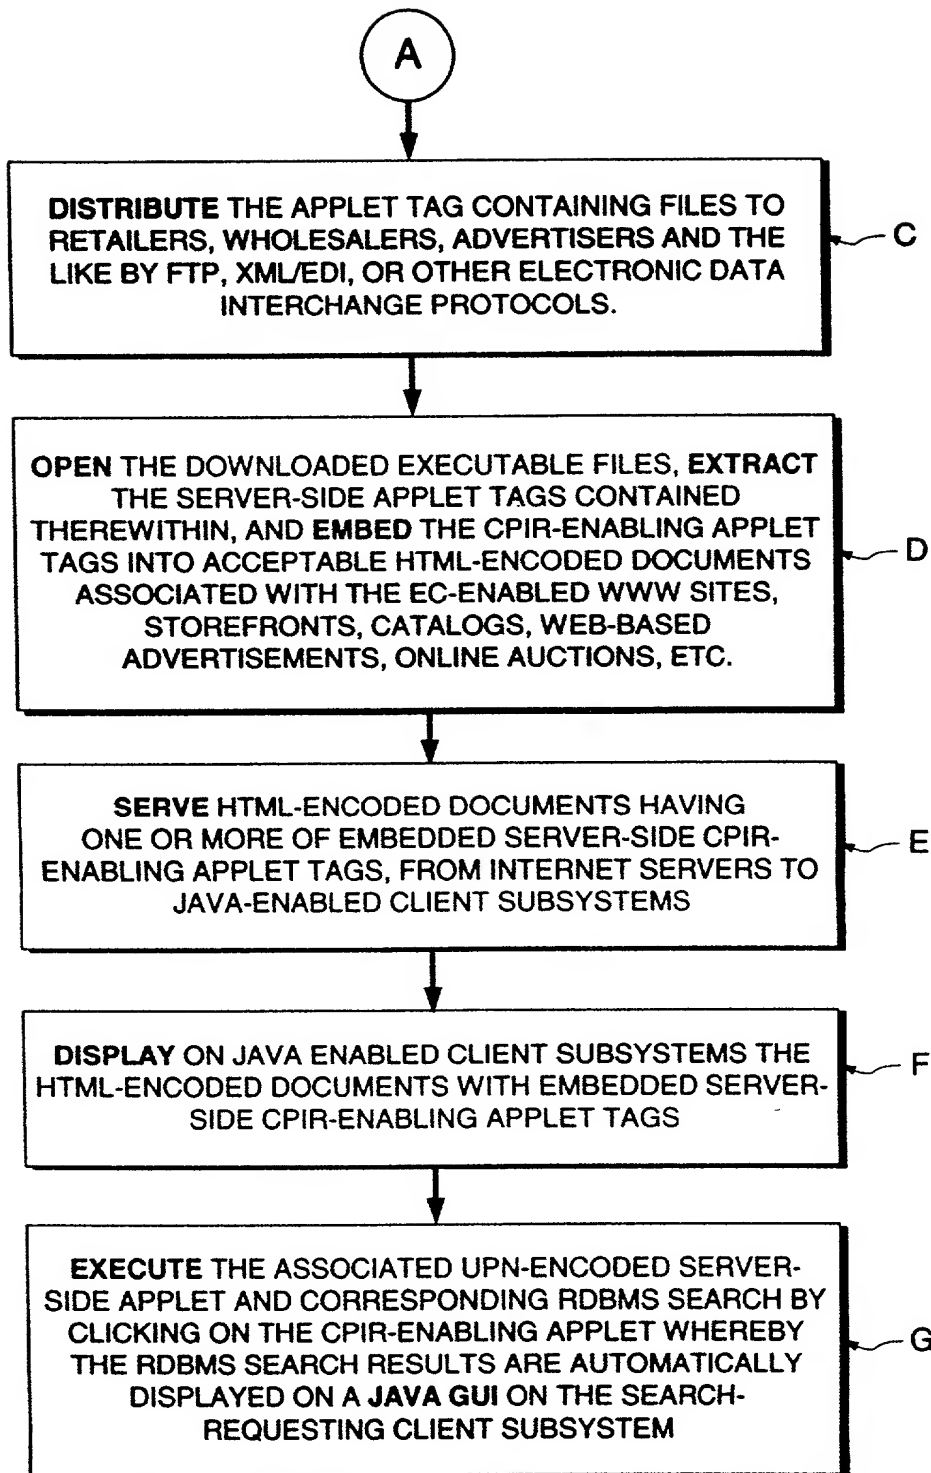 A
DISTRIBUTE THE APPLET TAG CONTAINING FILES TO
RETAILERS, WHOLESALERS, ADVERTISERS AND THE
LIKE BY FTP, XML/EDI, OR OTHER ELECTRONIC DATA
INTERCHANGE PROTOCOLS.
C
OPEN THE DOWNLOADED EXECUTABLE FILES, EXTRACT
THE SERVER-SIDE APPLET TAGS CONTAINED
THEREWITHIN, AND EMBED THE CPIR-ENABLING APPLET
TAGS INTO ACCEPTABLE HTML-ENCODED DOCUMENTS
ASSOCIATED WITH THE EC-ENABLED WWW SITES,
STOREFRONTS, CATALOGS, WEB-BASED
ADVERTISEMENTS, ONLINE AUCTIONS, ETC.
D
SERVE HTML-ENCODED DOCUMENTS HAVING
ONE OR MORE OF EMBEDDED SERVER-SIDE CPIR-
ENABLING APPLET TAGS, FROM INTERNET SERVERS TO
JAVA-ENABLED CLIENT SUBSYSTEMS
E
DISPLAY ON JAVA ENABLED CLIENT SUBSYSTEMS THE
HTML-ENCODED DOCUMENTS WITH EMBEDDED SERVER-
SIDE CPIR-ENABLING APPLET TAGS
F
EXECUTE THE ASSOCIATED UPN-ENCODED SERVER-
SIDE APPLET AND CORRESPONDING RDBMS SEARCH BY
CLICKING ON THE CPIR-ENABLING APPLET WHEREBY
THE RDBMS SEARCH RESULTS ARE AUTOMATICALLY
DISPLAYED ON A JAVA GUI ON THE SEARCH-
REQUESTING CLIENT SUBSYSTEM
G